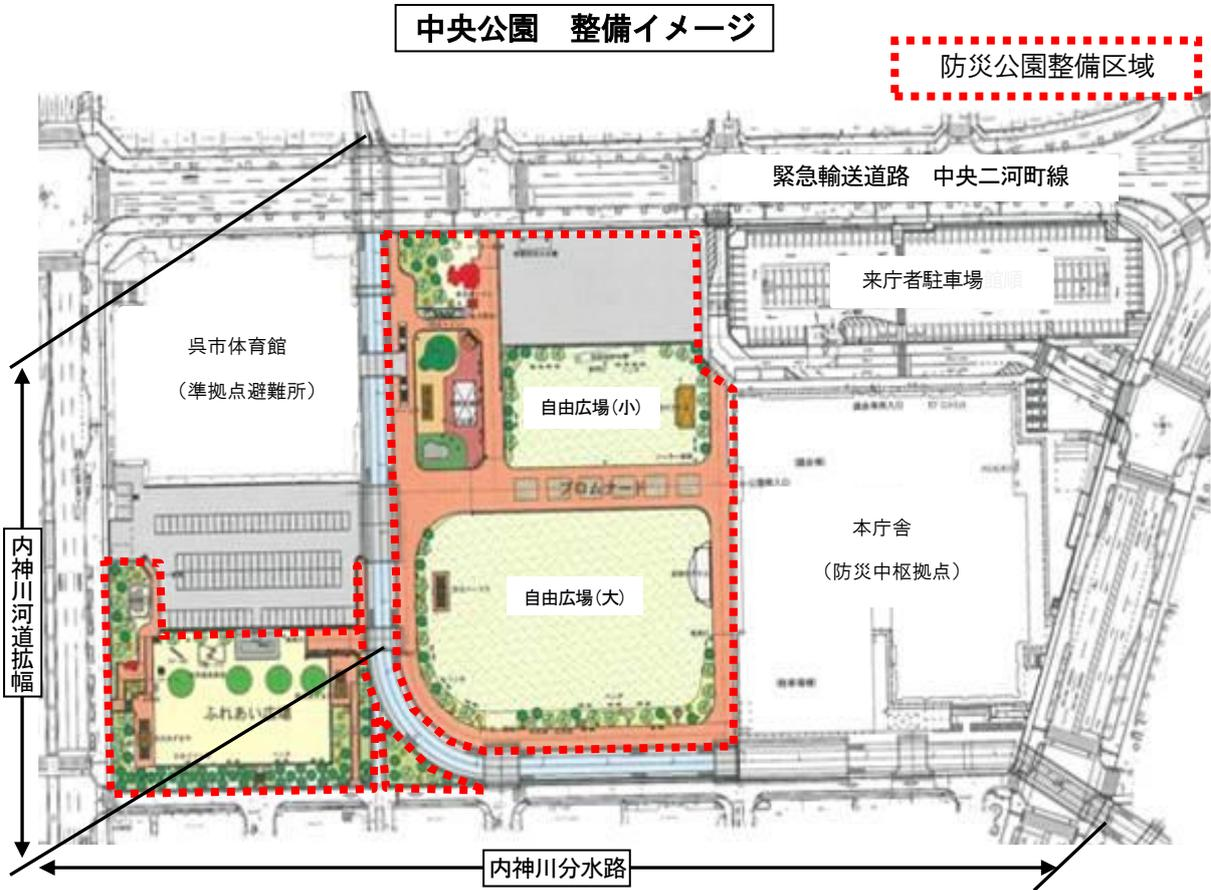 中央公園　整備イメージ
防災公園整備区域
緊急輸送道路　中央二河町線
来庁者駐車場
呉市体育館
（準拠点避難所）
自由広場（小）
プロムナード
本庁舎
（防災中枢拠点）
自由広場（大）
内神川河道拡幅
ふれあい広場
内神川分水路